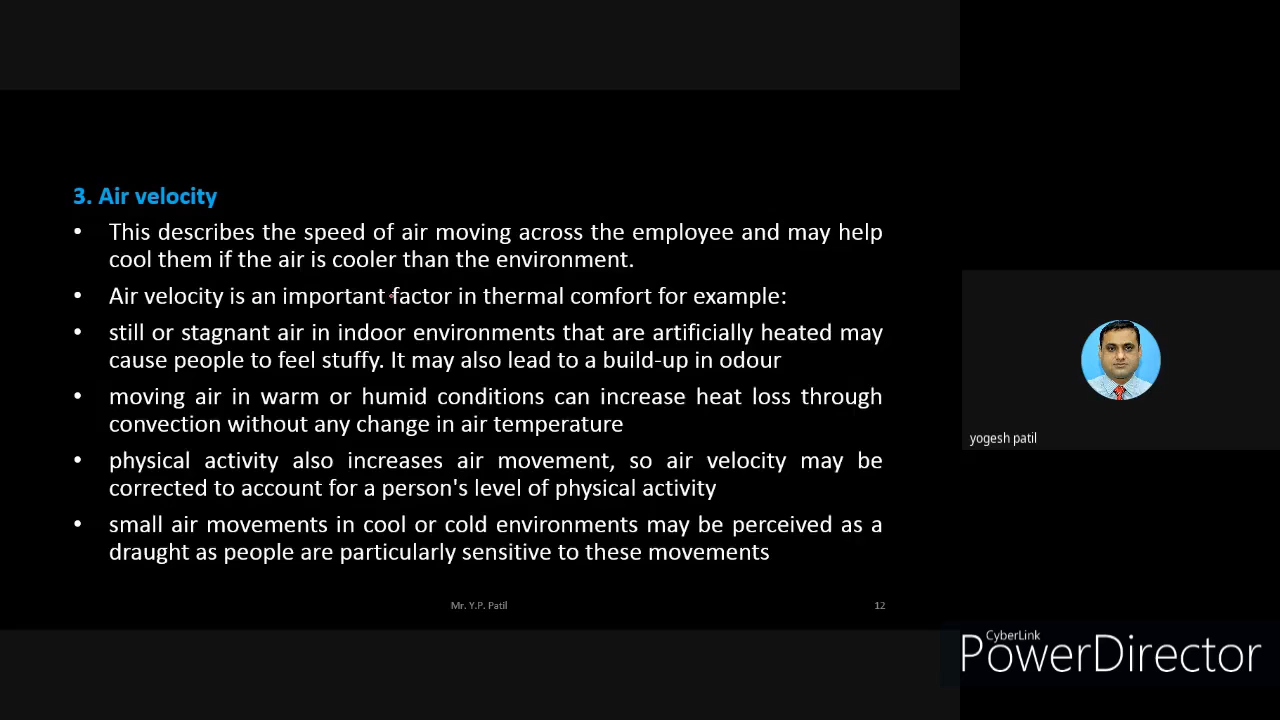 3. Air velocity
• This describes the speed of air moving across the employee and may help
cool them if the air is cooler than the environment.
• Air velocity is an important factor in thermal comfort for example:
• still or stagnant air in indoor environments that are artificially heated may
cause people to feel stuffy. It may also lead to a build-up in odour
• moving air in warm or humid conditions can increase heat loss through
convection without any change in air temperature
• physical activity also increases air movement, so air velocity may be
corrected to account for a person's level of physical activity
• small air movements in cool or cold environments may be perceived as a
draught as people are particularly sensitive to these movements
Mr. Y.P. Patil
12
yogesh patil
CyberLink
PowerDirector